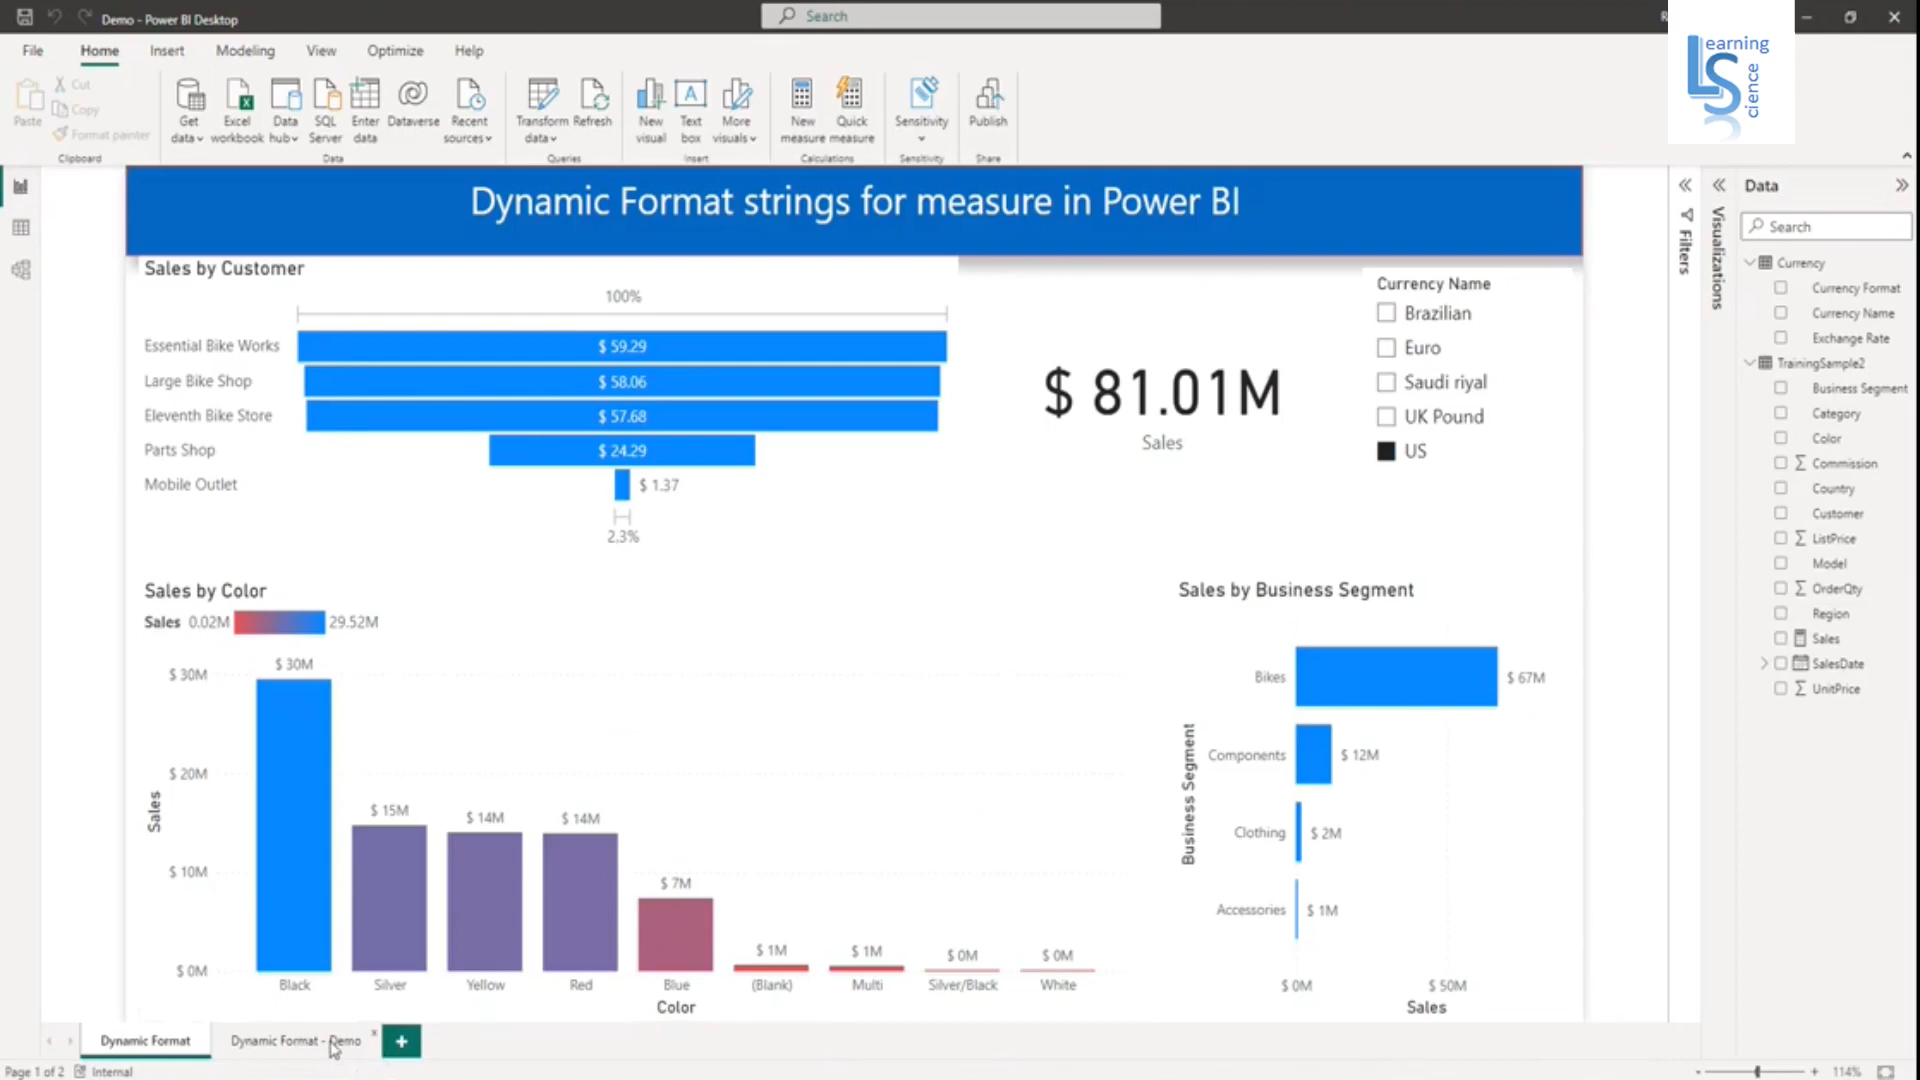 Demo - Power BI Desktop
Search
R
Learning
Science
File Home Insert Modeling View Optimize Help
Paste
Cut
Copy
Format painter
Get data
Excel workbook
Data hub
SQL Server
Enter data
Dataverse
Recent sources
Transform data
Refresh
New visual
Text box
More visuals
New measure
Quick measure
Sensitivity
Publish
Clipboard
Data
Queries
Insert
Calculations
Sensitivity
Share
Dynamic Format strings for measure in Power BI
Sales by Customer
100%
Essential Bike Works $ 59.29
Large Bike Shop $ 58.06
Eleventh Bike Store $ 57.68
Parts Shop $ 24.29
Mobile Outlet $ 1.37
2.3%
$ 81.01M
Sales
Currency Name
Brazilian
Euro
Saudi riyal
UK Pound
US
Sales by Color
Sales 0.02M 29.52M
$ 30M
$ 20M
$ 10M
$ 0M
Sales
$ 30M
$ 15M
$ 14M
$ 14M
$ 7M
$ 1M
$ 1M
$ 0M
$ 0M
Black Silver Yellow Red Blue (Blank) Multi Silver/Black White
Color
Sales by Business Segment
Business Segment
Bikes $ 67M
Components $ 12M
Clothing $ 2M
Accessories $ 1M
$ 0M $ 50M
Sales
Filters
Visualizations
Data
Search
Currency
Currency Format
Currency Name
Exchange Rate
TrainingSample2
Business Segment
Category
Color
Commission
Country
Customer
ListPrice
Model
OrderQty
Region
Sales
SalesDate
UnitPrice
Dynamic Format
Dynamic Format - Demo
Page 1 of 2
Internal
114%